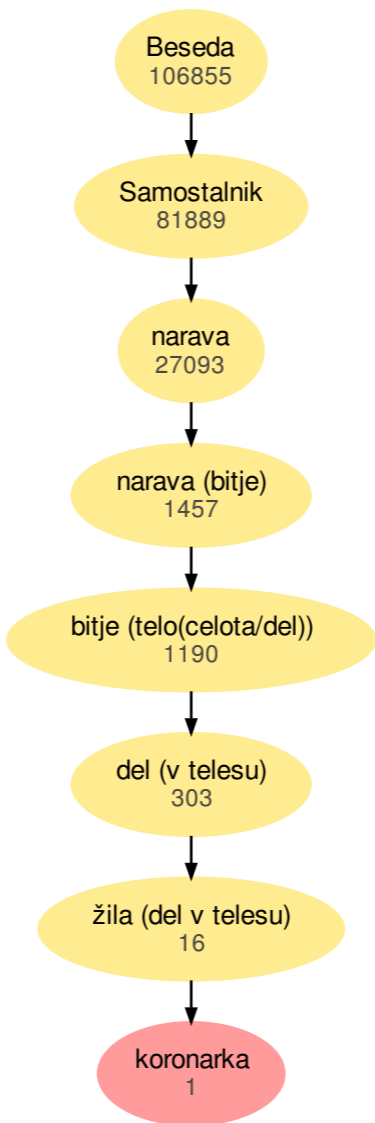 Beseda
106855
Samostalnik
81889
narava
27093
narava (bitje)
1457
bitje (telo(celota/del))
1190
del (v telesu)
303
žila (del v telesu)
16
koronarka
1